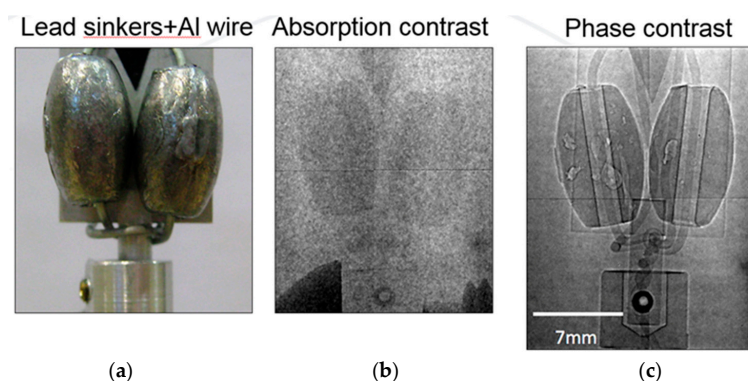 Lead sinkers+Al wire Absorption contrast Phase contrast
7mm
(a) (b) (c)